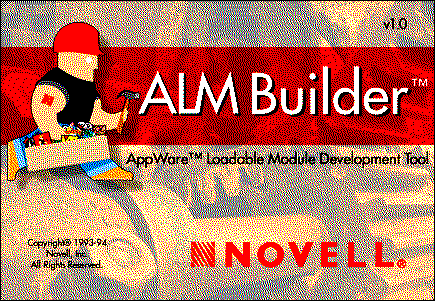 v1.0
ALM Builder™
AppWare™ Loadable Module Development Tool
Copyright© 1993-94
Novell, Inc.
All Rights Reserved.
NOVELL®